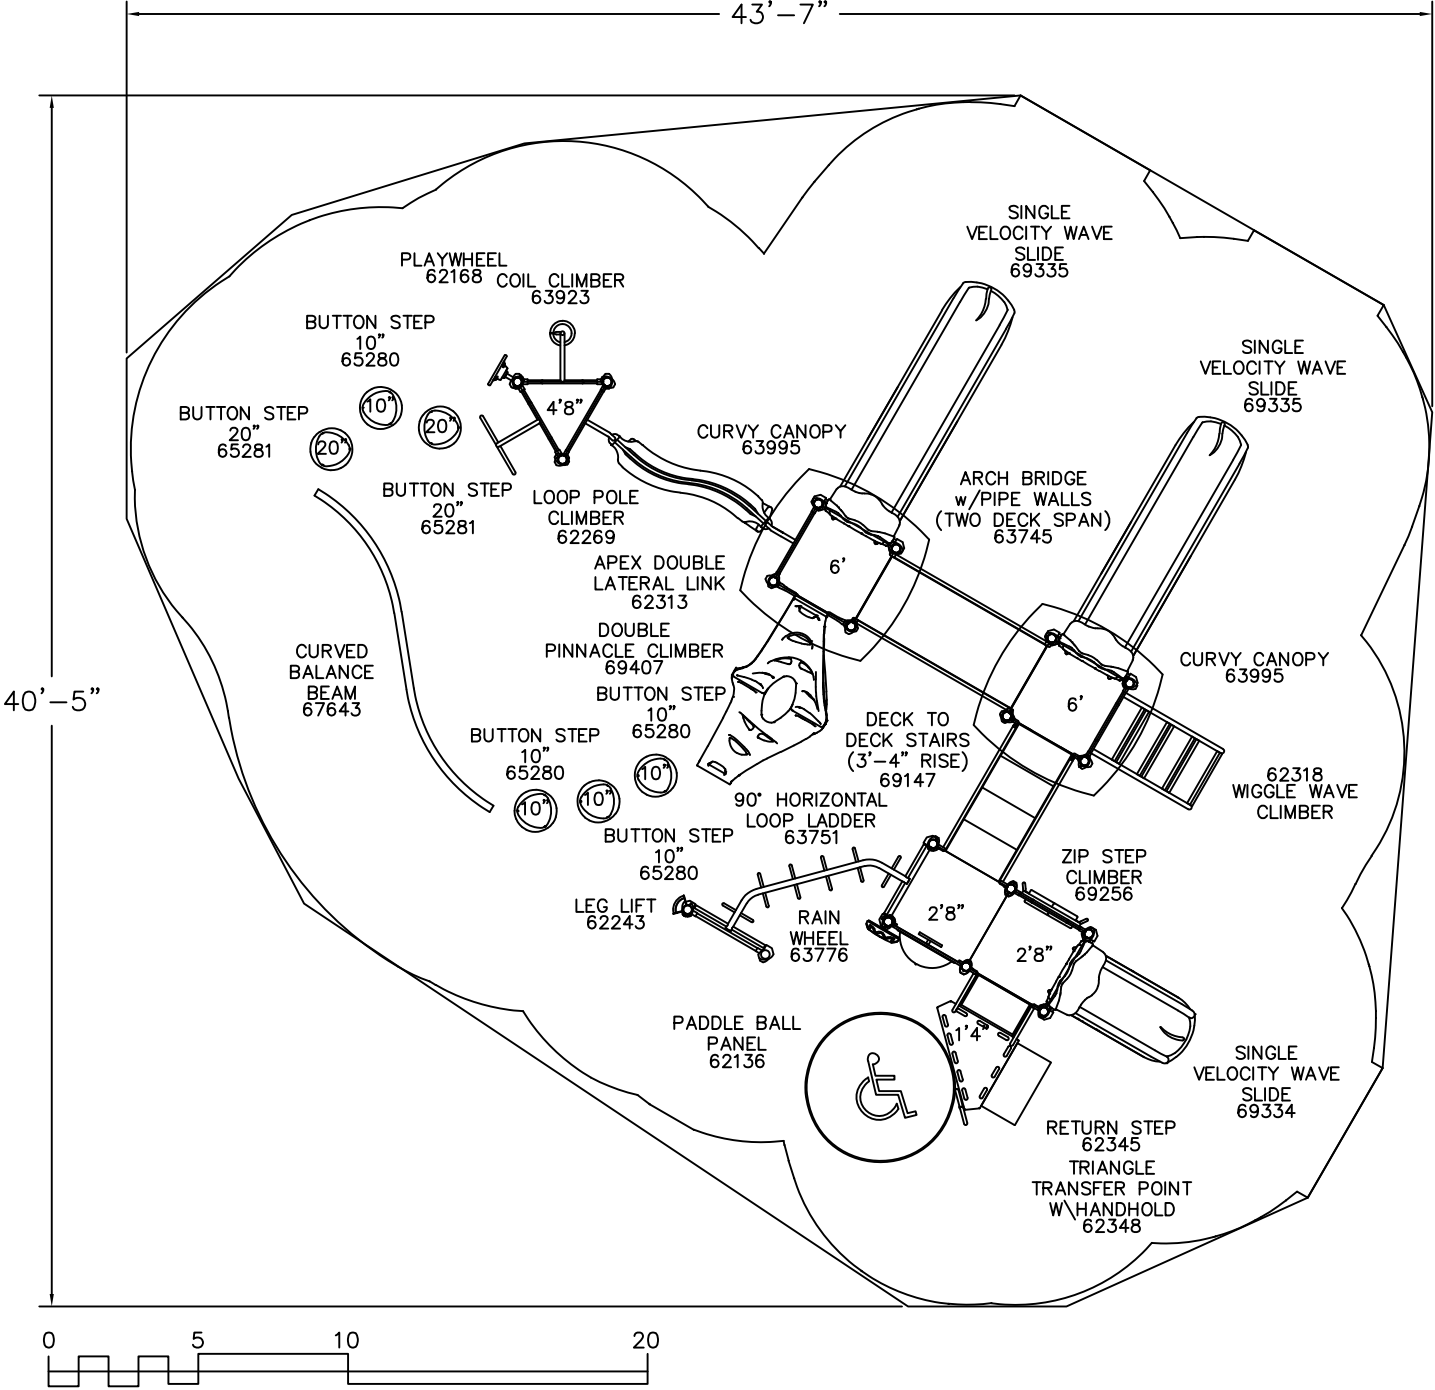 43'-7"
SINGLE
VELOCITY WAVE
SLIDE
69335
PLAYWHEEL
62168
COIL CLIMBER
63923
BUTTON STEP
10"
65280
SINGLE
VELOCITY WAVE
SLIDE
69335
BUTTON STEP
20"
65281
10"
20"
20"
4'8"
CURVY CANOPY
63995
BUTTON STEP
20"
65281
LOOP POLE
CLIMBER
62269
ARCH BRIDGE
w/PIPE WALLS
(TWO DECK SPAN)
63745
APEX DOUBLE
LATERAL LINK
62313
6'
DOUBLE
PINNACLE CLIMBER
69407
CURVED
BALANCE
BEAM
67643
CURVY CANOPY
63995
40'-5"
BUTTON STEP
10"
65280
6'
BUTTON STEP
10"
65280
DECK TO
DECK STAIRS
(3'-4" RISE)
69147
10"
10"
10"
62318
WIGGLE WAVE
CLIMBER
90° HORIZONTAL
LOOP LADDER
63751
BUTTON STEP
10"
65280
ZIP STEP
CLIMBER
69256
LEG LIFT
62243
RAIN
WHEEL
63776
2'8"
2'8"
PADDLE BALL
PANEL
62136
1'4"
SINGLE
VELOCITY WAVE
SLIDE
69334
RETURN STEP
62345
TRIANGLE
TRANSFER POINT
W\HANDHOLD
62348
0 5 10 20